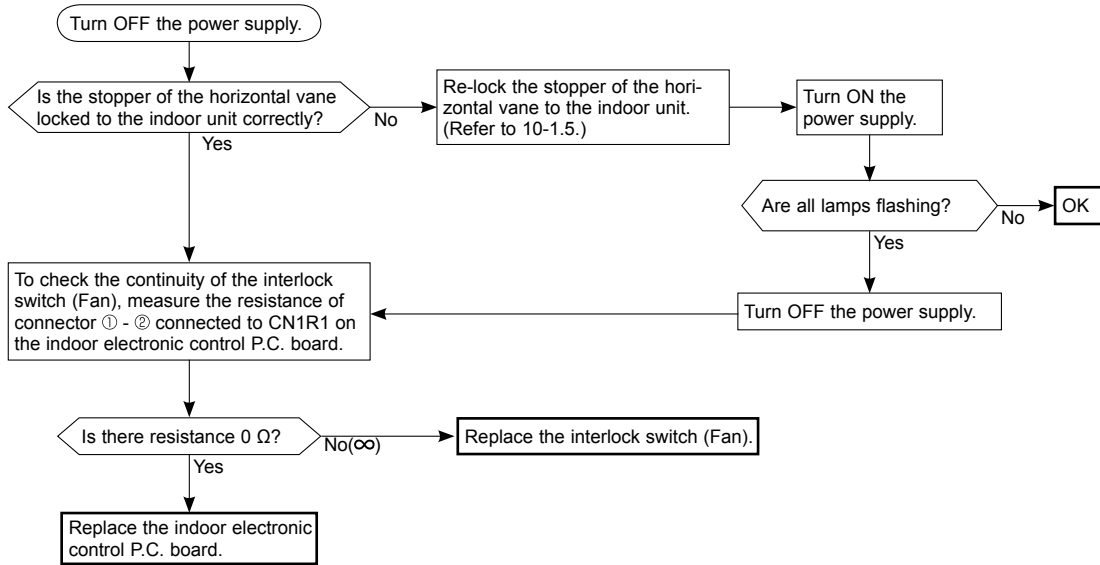 Turn OFF the power supply.
Is the stopper of the horizontal vane
locked to the indoor unit correctly?
No
Yes
Re-lock the stopper of the hori-
zontal vane to the indoor unit.
(Refer to 10-1.5.)
Turn ON the
power supply.
Are all lamps flashing?
No
OK
Yes
Turn OFF the power supply.
To check the continuity of the interlock
switch (Fan), measure the resistance of
connector ① - ② connected to CN1R1 on
the indoor electronic control P.C. board.
Is there resistance 0 Ω?
No(∞)
Replace the interlock switch (Fan).
Yes
Replace the indoor electronic
control P.C. board.